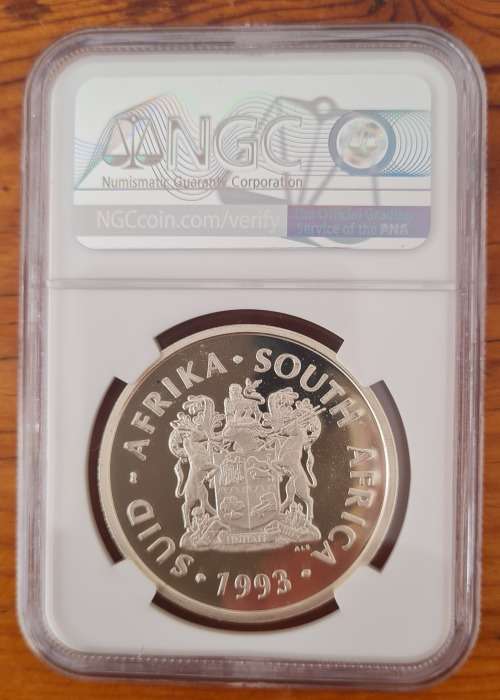 NGC
Numismatic Guaranty Corporation
NGCcoin.com/verify
The Official Grading
Service of the PNA
SUID · AFRIKA · SOUTH AFRICA · 1993 ·
ALS